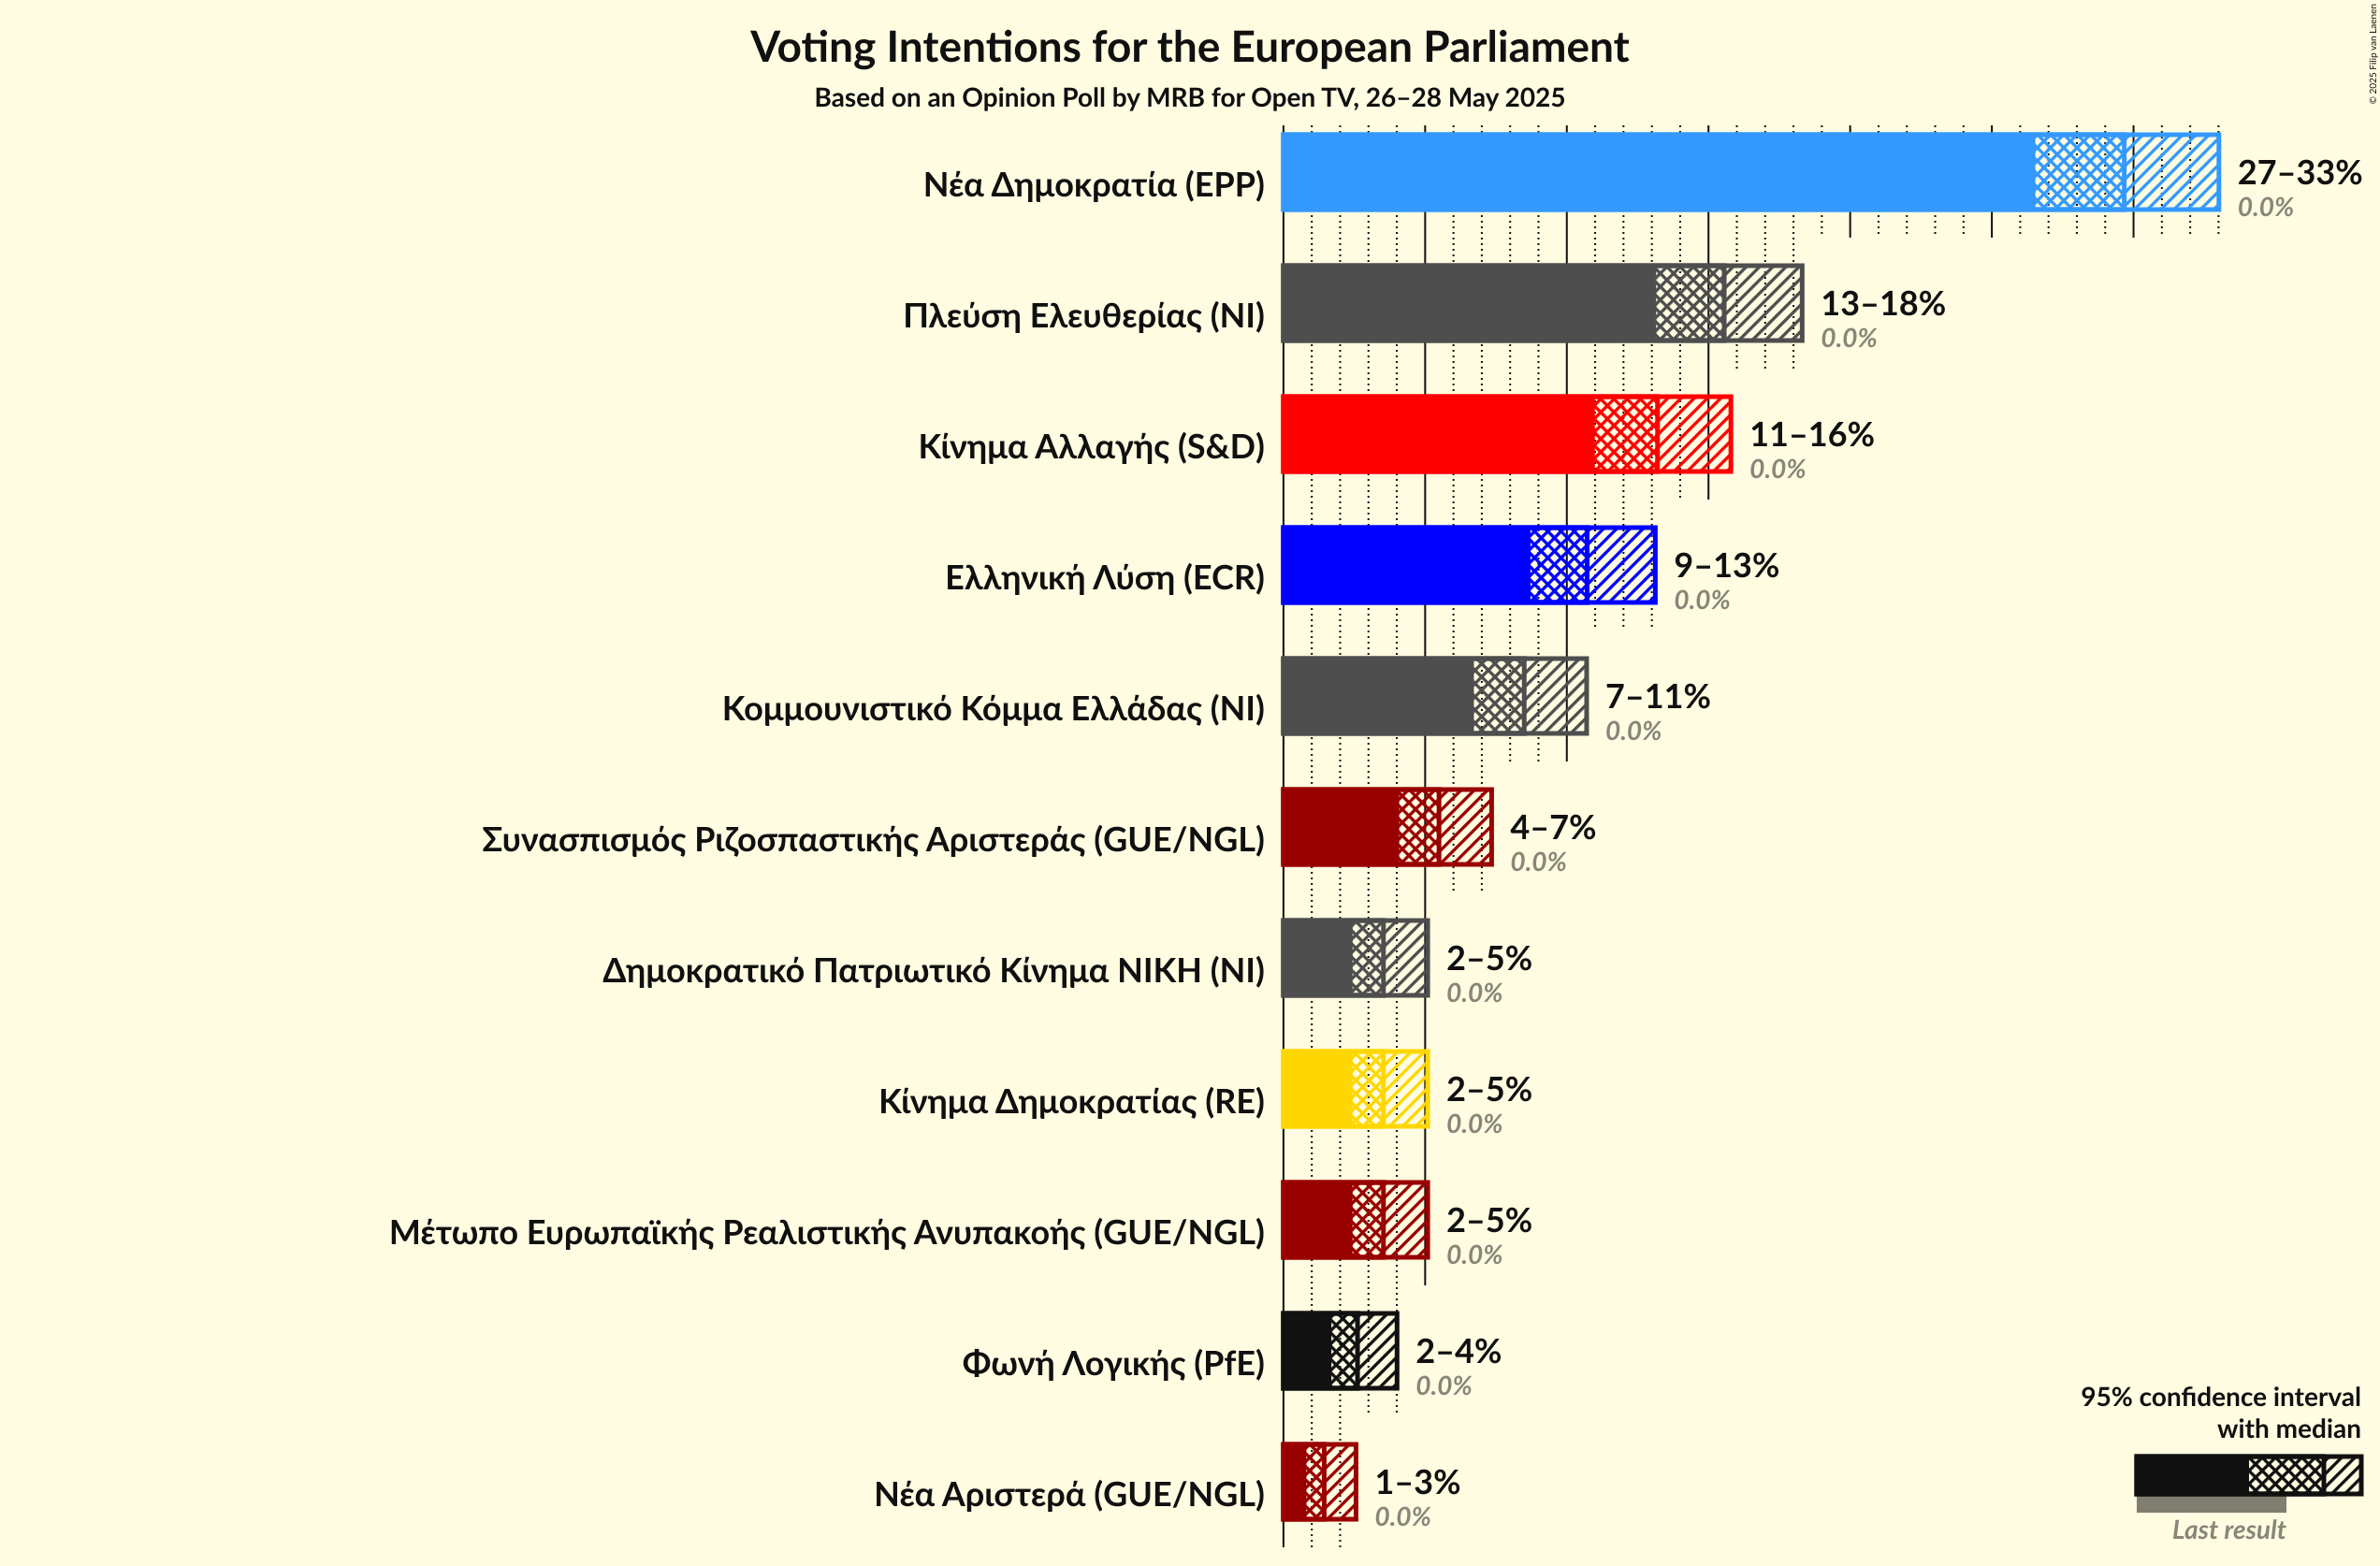 Voting Intentions for the European Parliament
Based on an Opinion Poll by MRB for Open TV, 26–28 May 2025
© 2025 Filip van Laenen
Νέα Δημοκρατία (EPP)
27–33%
0.0%
Πλεύση Ελευθερίας (NI)
13–18%
0.0%
Κίνημα Αλλαγής (S&D)
11–16%
0.0%
Ελληνική Λύση (ECR)
9–13%
0.0%
Κομμουνιστικό Κόμμα Ελλάδας (NI)
7–11%
0.0%
Συνασπισμός Ριζοσπαστικής Αριστεράς (GUE/NGL)
4–7%
0.0%
Δημοκρατικό Πατριωτικό Κίνημα ΝΙΚΗ (NI)
2–5%
0.0%
Κίνημα Δημοκρατίας (RE)
2–5%
0.0%
Μέτωπο Ευρωπαϊκής Ρεαλιστικής Ανυπακοής (GUE/NGL)
2–5%
0.0%
Φωνή Λογικής (PfE)
2–4%
0.0%
Νέα Αριστερά (GUE/NGL)
1–3%
0.0%
95% confidence interval
with median
Last result